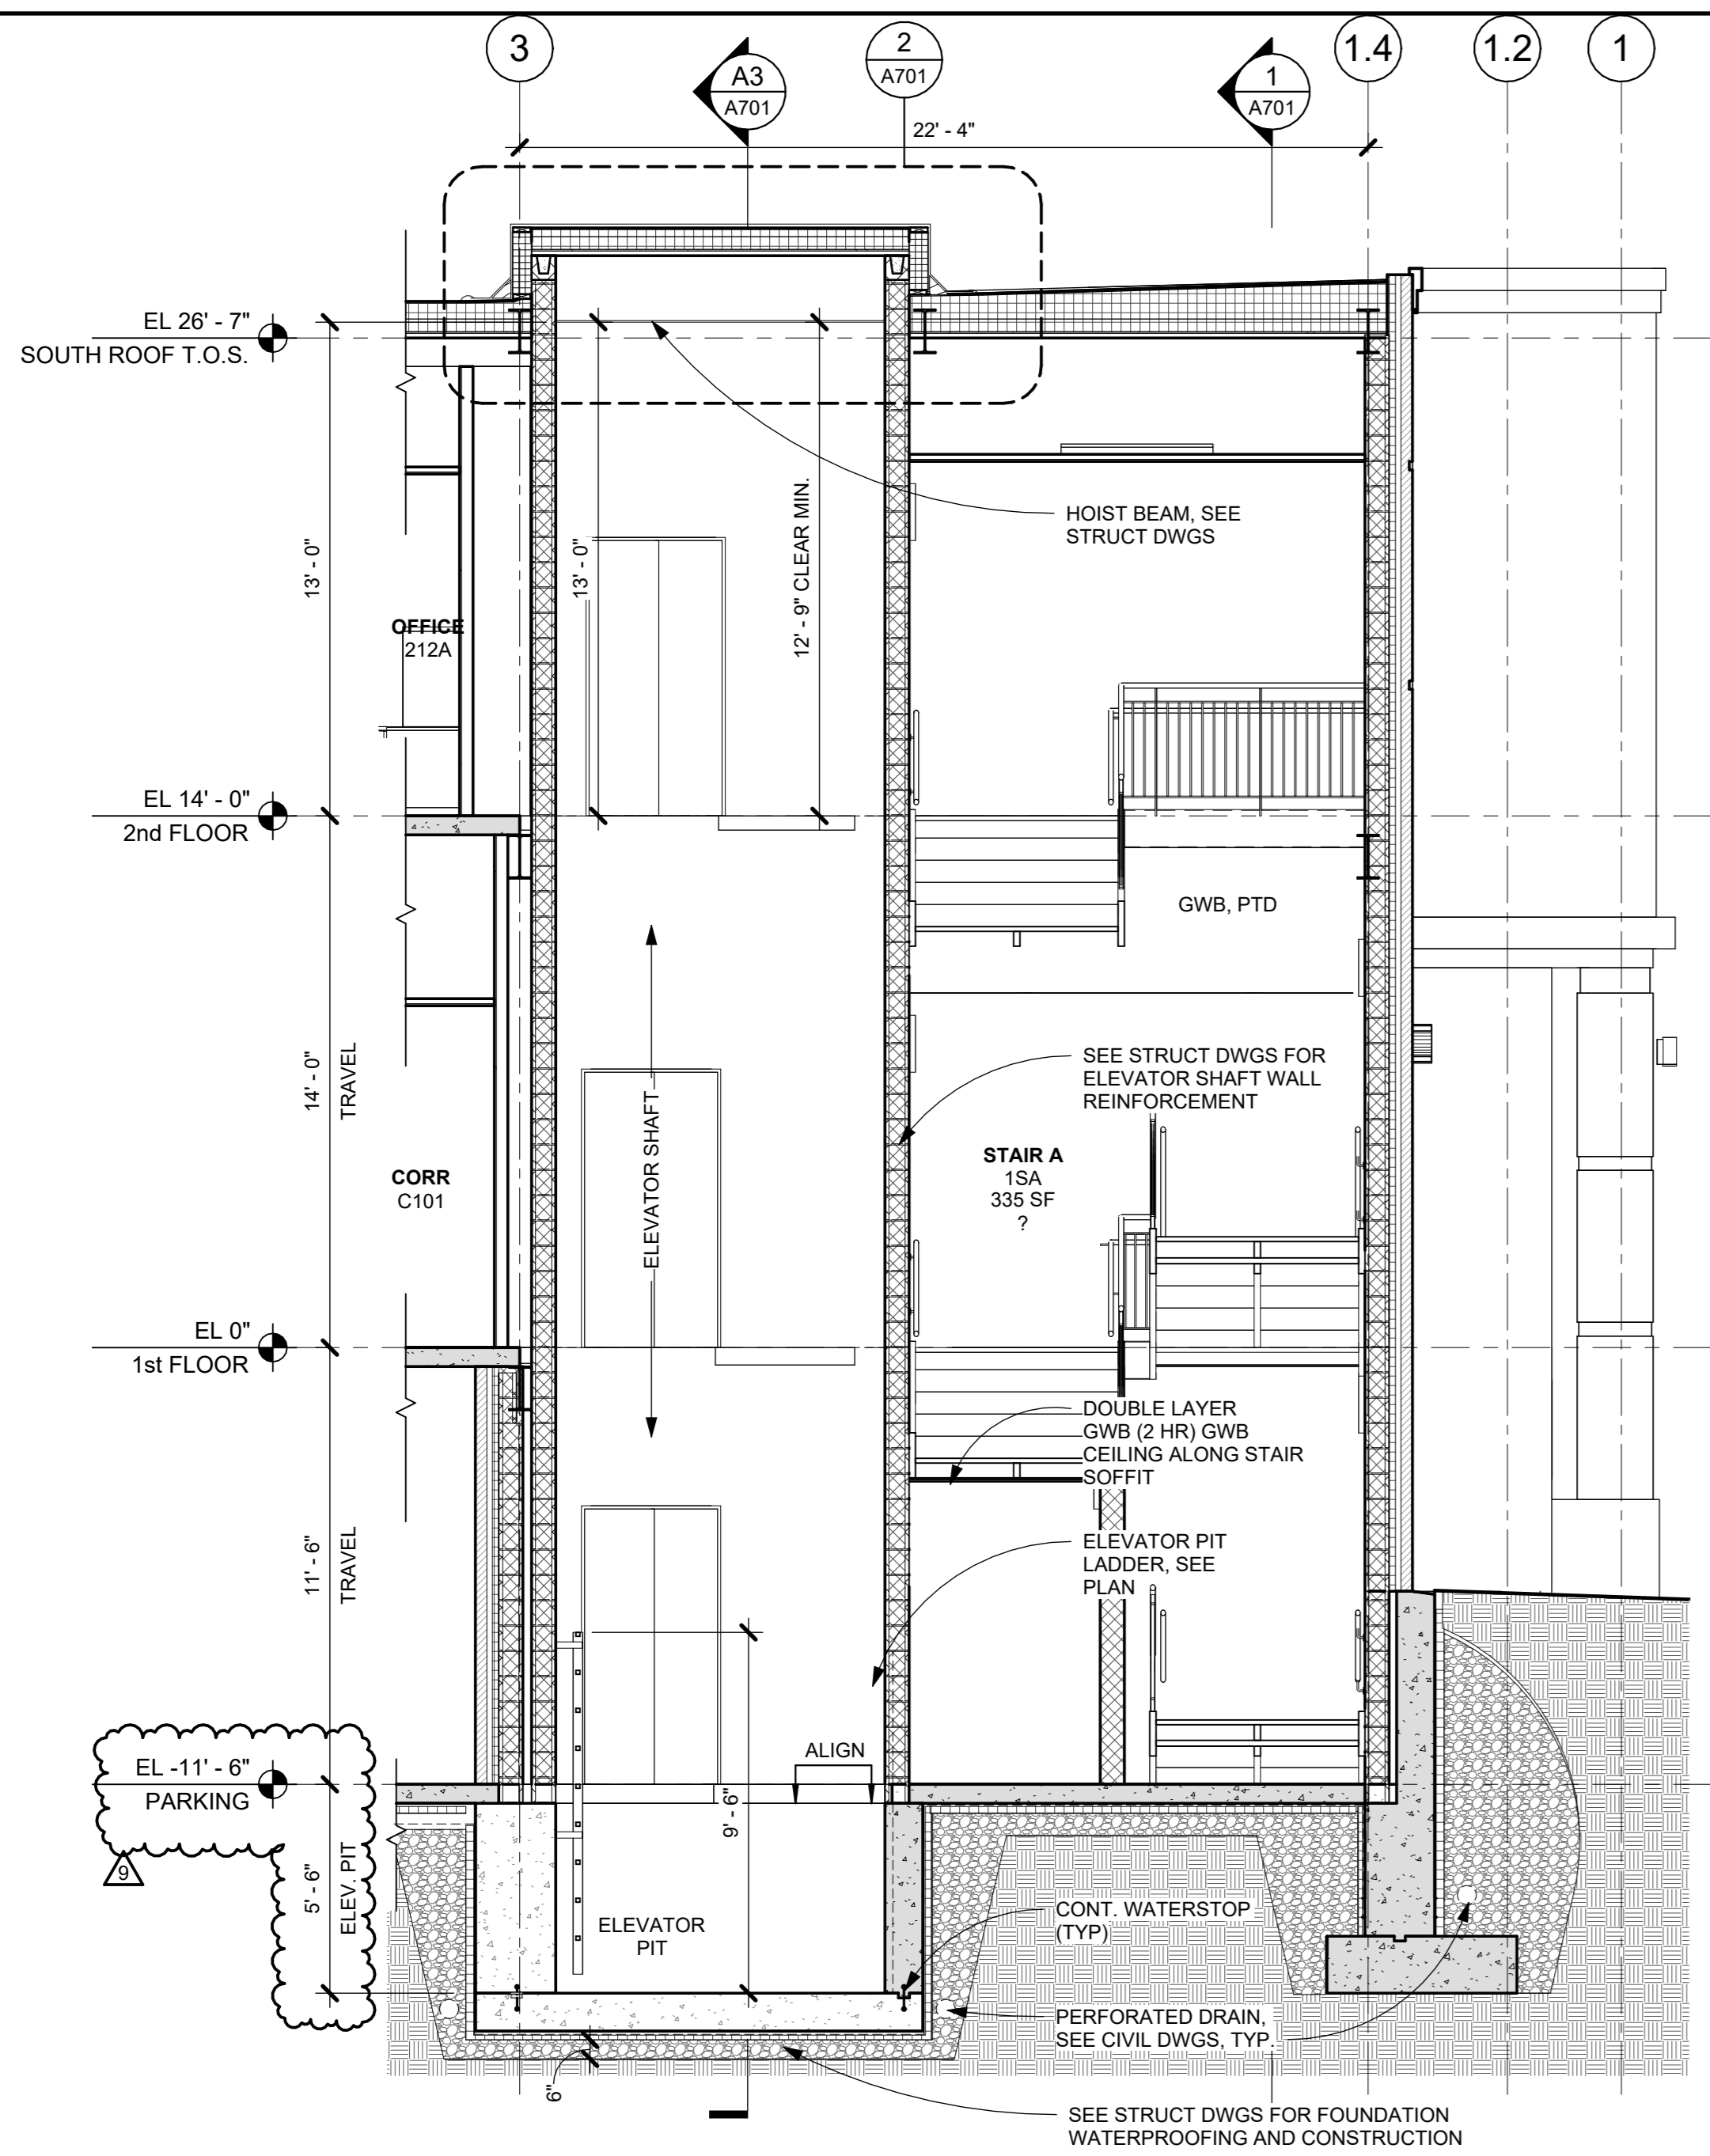 3
A3
A701
2
A701
1
A701
1.4
1.2
1
22' - 4"
EL 26' - 7"
SOUTH ROOF T.O.S.
HOIST BEAM, SEE
STRUCT DWGS
13' - 0"
13' - 0"
12' - 9" CLEAR MIN.
OFFICE
212A
EL 14' - 0"
2nd FLOOR
GWB, PTD
14' - 0"
TRAVEL
ELEVATOR SHAFT
SEE STRUCT DWGS FOR
ELEVATOR SHAFT WALL
REINFORCEMENT
CORR
C101
STAIR A
1SA
335 SF
?
EL 0"
1st FLOOR
DOUBLE LAYER
GWB (2 HR) GWB
CEILING ALONG STAIR
SOFFIT
11' - 6"
TRAVEL
ELEVATOR PIT
LADDER, SEE
PLAN
EL -11' - 6"
PARKING
ALIGN
9' - 6"
9
5' - 6"
ELEV. PIT
ELEVATOR
PIT
CONT. WATERSTOP
(TYP)
PERFORATED DRAIN,
SEE CIVIL DWGS, TYP.
6"
SEE STRUCT DWGS FOR FOUNDATION
WATERPROOFING AND CONSTRUCTION